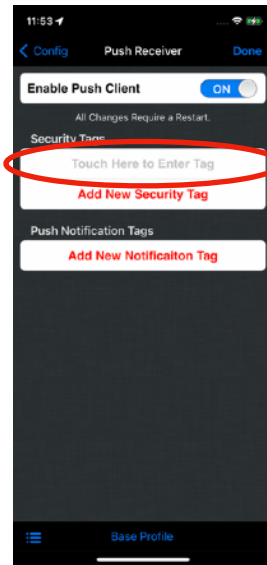 11:53
Config Push Receiver Done
Enable Push Client ON
All Changes Require a Restart.
Security Tags
Touch Here to Enter Tag
Add New Security Tag
Push Notification Tags
Add New Notificaiton Tag
Base Profile